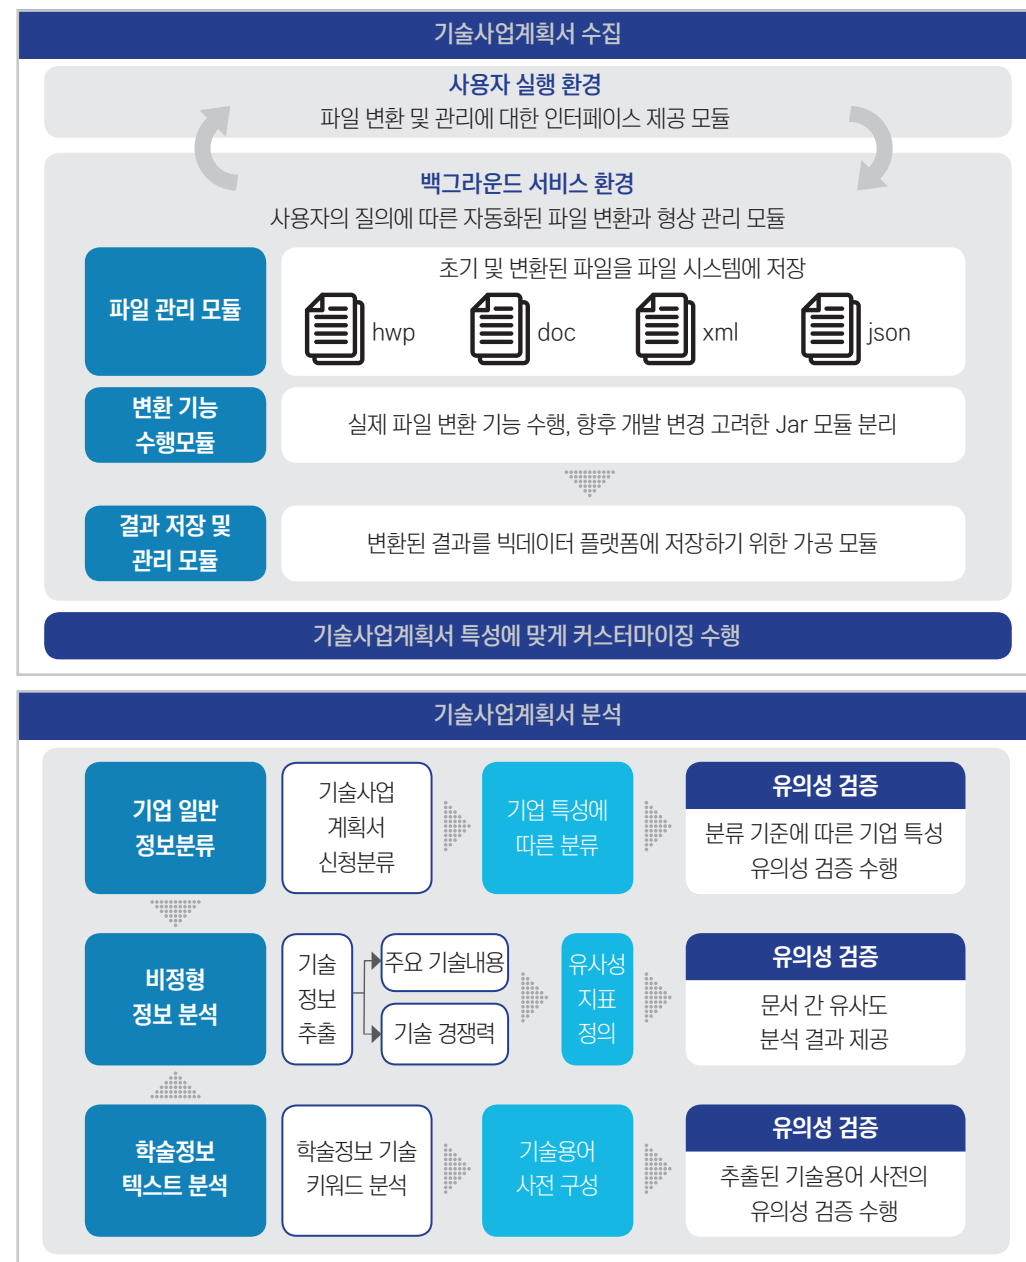 기술사업계획서 수집
사용자 실행 환경
파일 변환 및 관리에 대한 인터페이스 제공 모듈
백그라운드 서비스 환경
사용자의 질의에 따른 자동화된 파일 변환과 형상 관리 모듈
파일 관리 모듈
초기 및 변환된 파일을 파일 시스템에 저장
hwp
doc
xml
json
변환 기능
수행모듈
실제 파일 변환 기능 수행, 향후 개발 변경 고려한 Jar 모듈 분리
결과 저장 및
관리 모듈
변환된 결과를 빅데이터 플랫폼에 저장하기 위한 가공 모듈
기술사업계획서 특성에 맞게 커스터마이징 수행
기술사업계획서 분석
기업 일반
정보분류
기술사업
계획서
신청분류
기업 특성에
따른 분류
유의성 검증
분류 기준에 따른 기업 특성
유의성 검증 수행
비정형
정보 분석
기술
정보
추출
주요 기술내용
기술 경쟁력
유사성
지표
정의
유의성 검증
문서 간 유사도
분석 결과 제공
학술정보
텍스트 분석
학술정보 기술
키워드 분석
기술용어
사전 구성
유의성 검증
추출된 기술용어 사전의
유의성 검증 수행